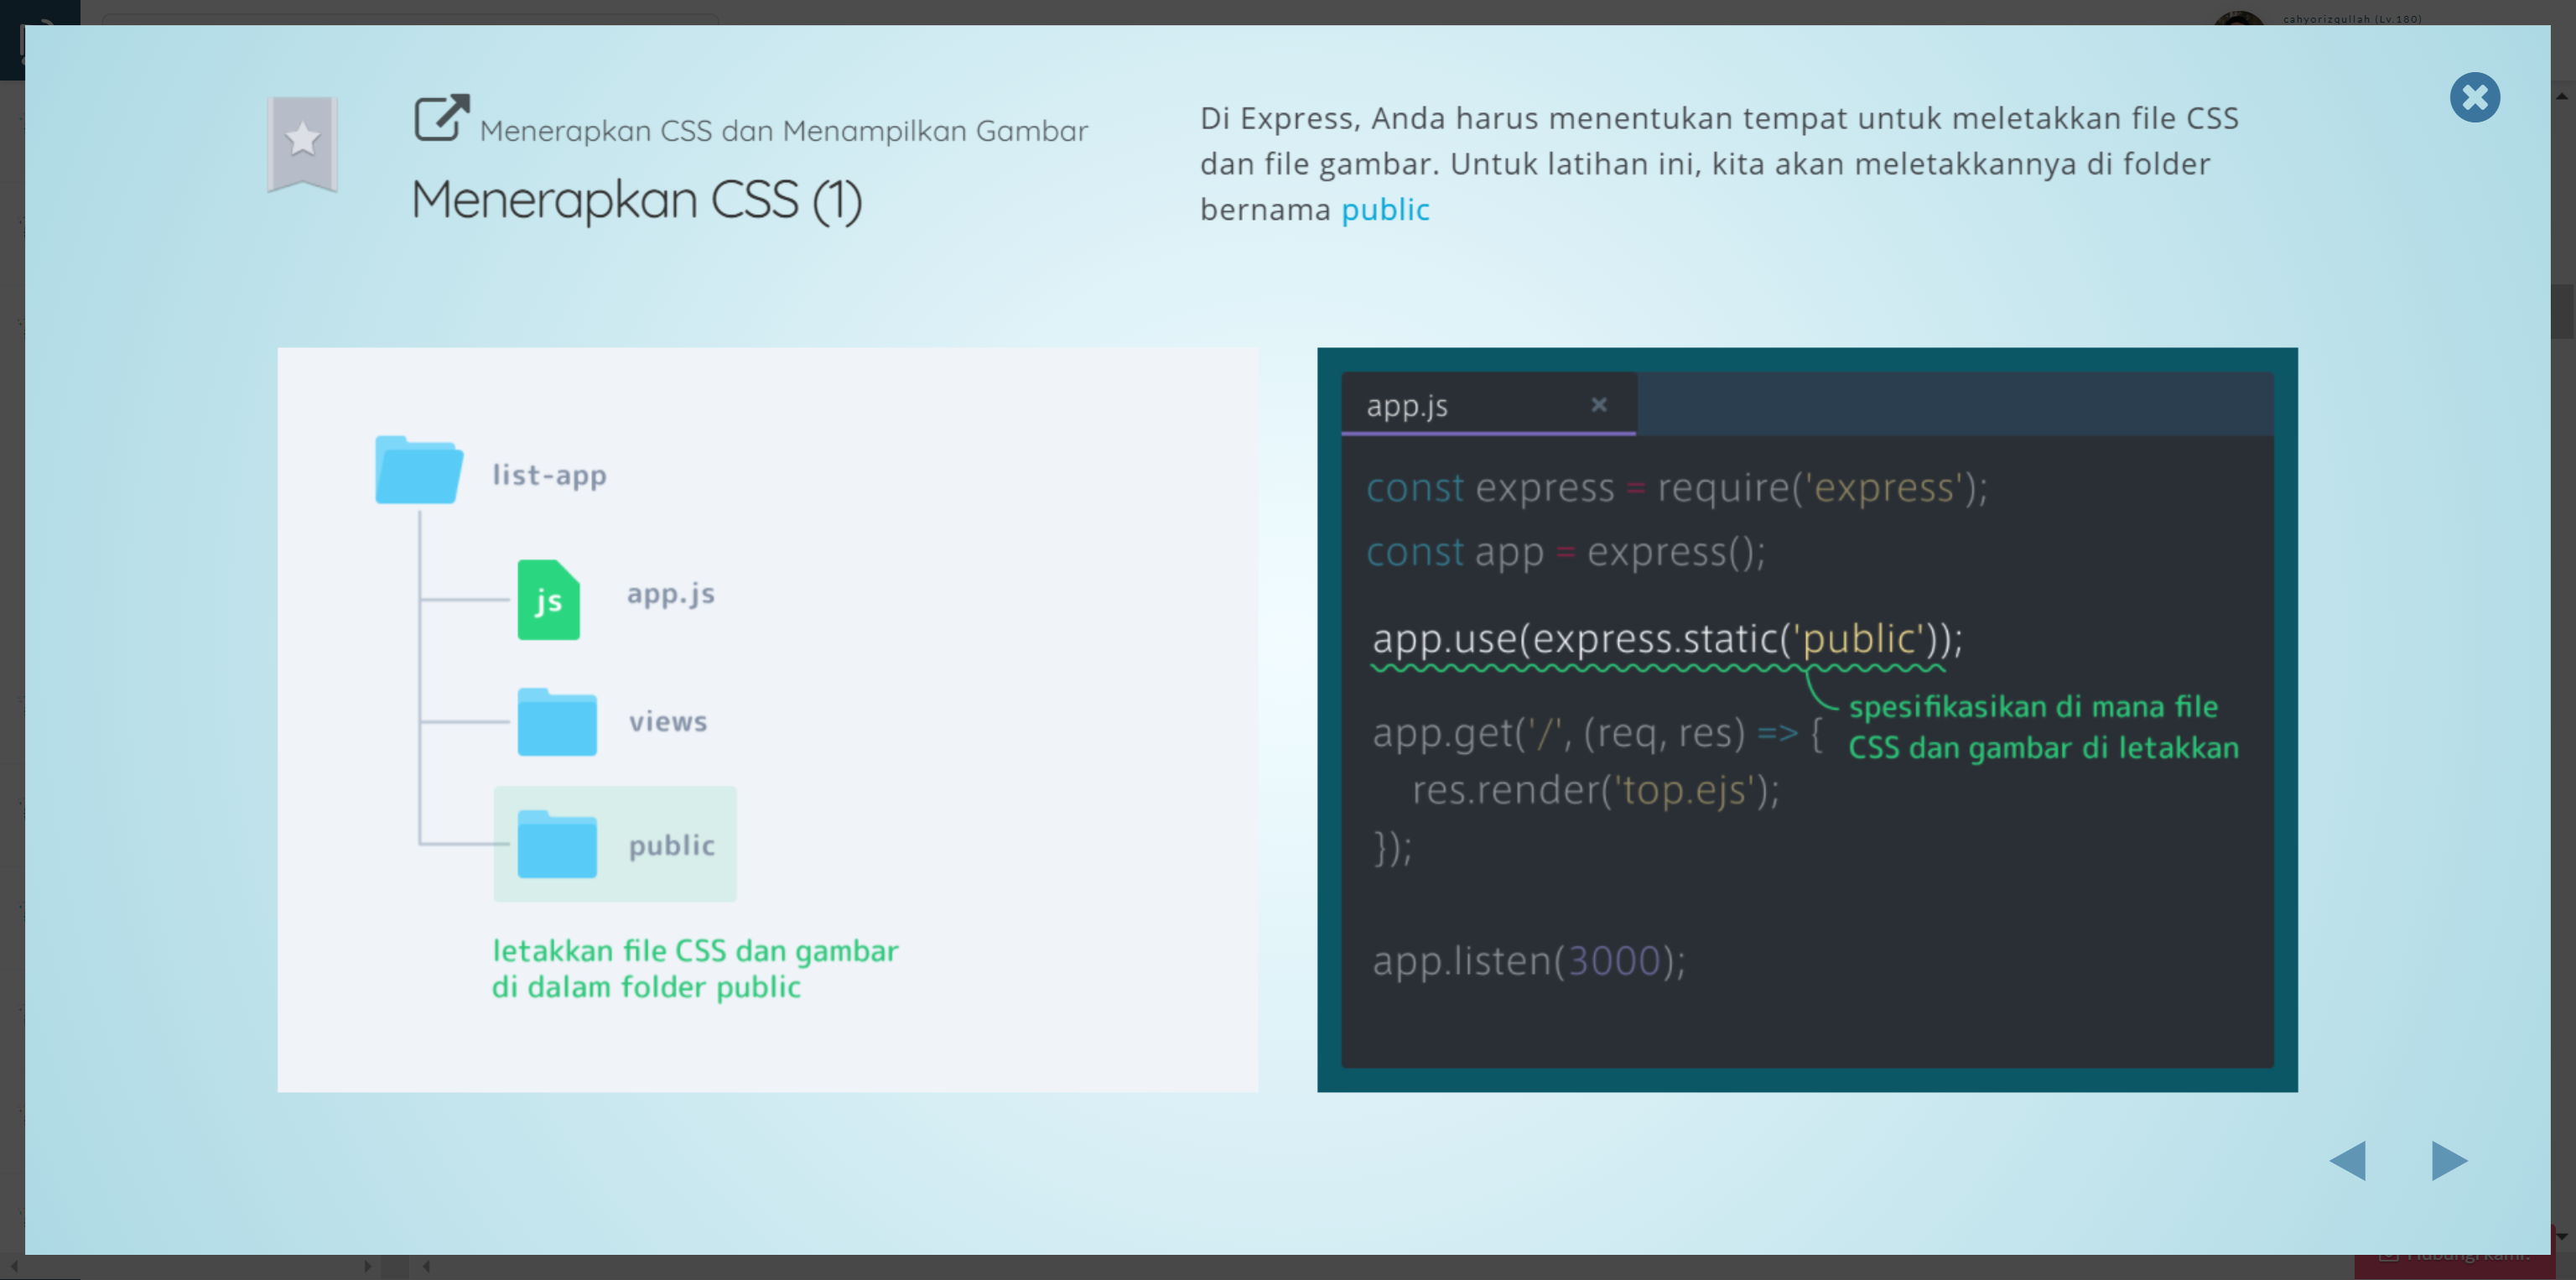 cahyorizqullah (Lv.180)
Menerapkan CSS dan Menampilkan Gambar
Menerapkan CSS (1)
Di Express, Anda harus menentukan tempat untuk meletakkan file CSS
dan file gambar. Untuk latihan ini, kita akan meletakkannya di folder
bernama public
list-app
js
app.js
views
public
letakkan file CSS dan gambar
di dalam folder public
app.js
const express = require('express');
const app = express();
app.use(express.static('public'));
spesifikasikan di mana file
CSS dan gambar di letakkan
app.get('/', (req, res) => {
res.render('top.ejs');
});
app.listen(3000);
Hubungi kami.